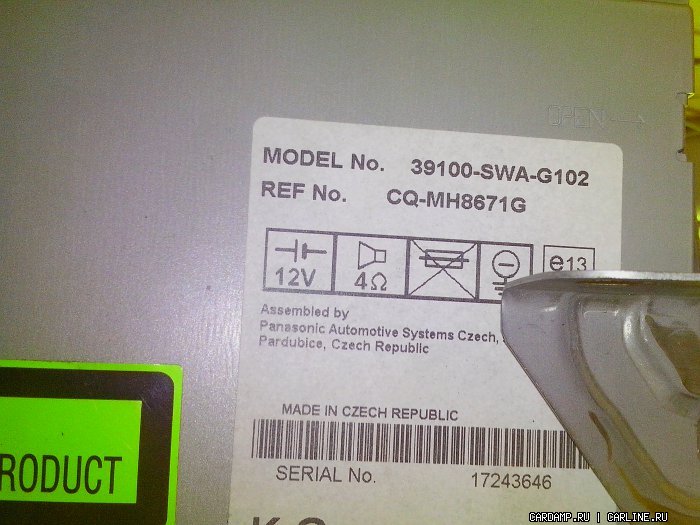 OPEN
MODEL No. 39100-SWA-G102
REF No. CQ-MH8671G
12V
4Ω
e13
Assembled by
Panasonic Automotive Systems Czech,
Pardubice, Czech Republic
MADE IN CZECH REPUBLIC
SERIAL No. 17243646
RODUCT
CARDAMP.RU | CARLINE.RU